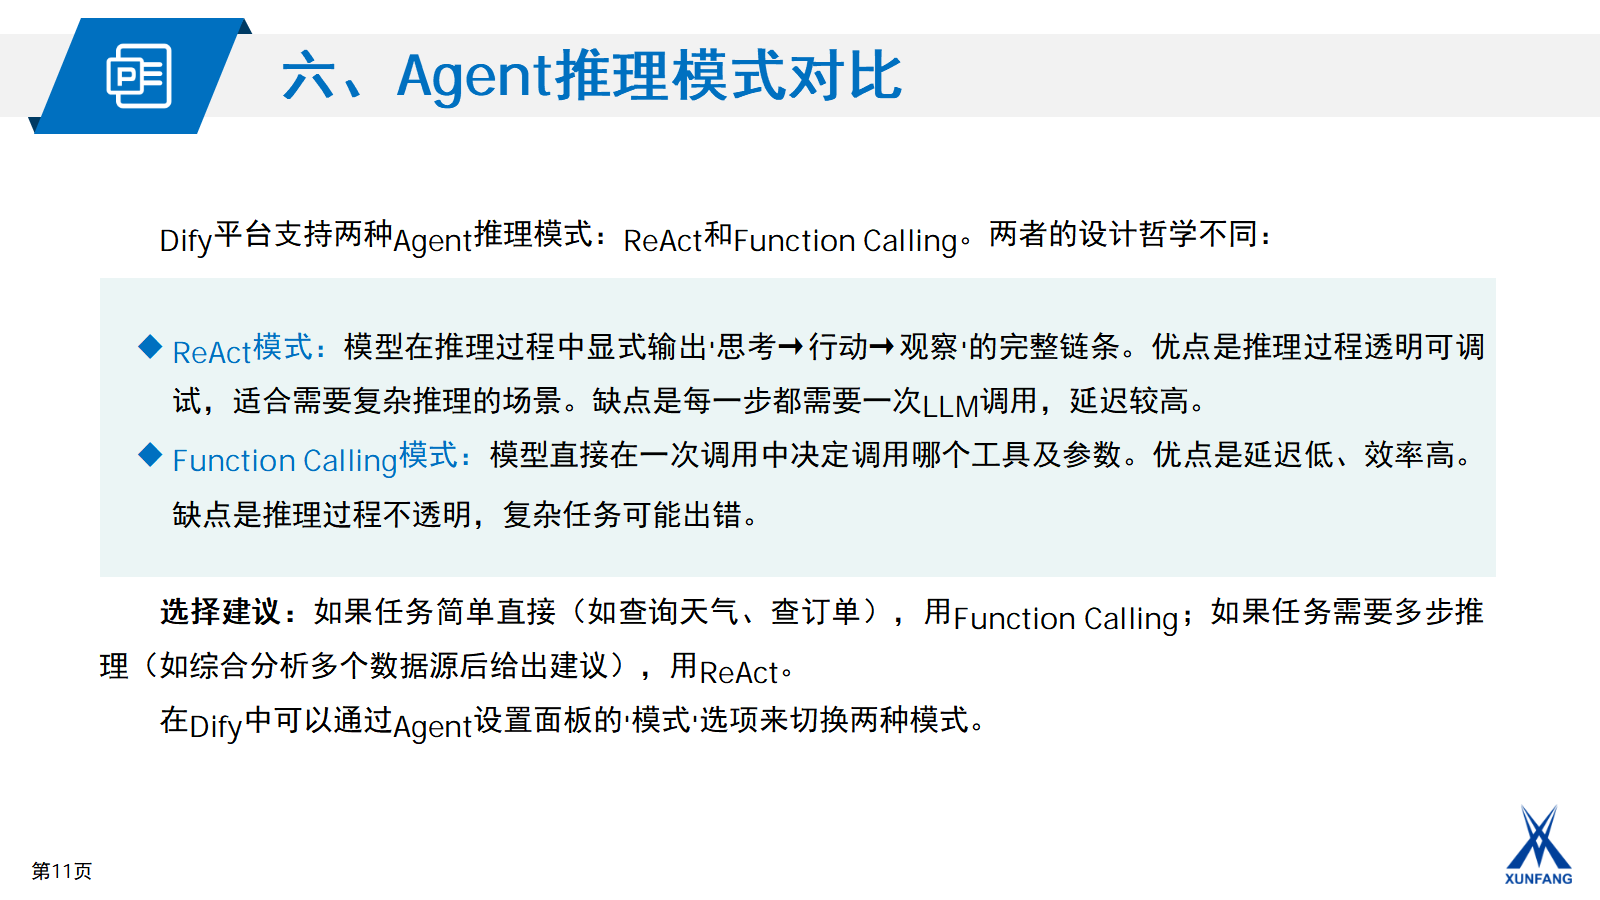 六、Agent推理模式对比
Dify平台支持两种Agent推理模式：ReAct和Function Calling。两者的设计哲学不同：
◆ ReAct模式：模型在推理过程中显式输出'思考→行动→观察'的完整链条。优点是推理过程透明可调
试，适合需要复杂推理的场景。缺点是每一步都需要一次LLM调用，延迟较高。
◆ Function Calling模式：模型直接在一次调用中决定调用哪个工具及参数。优点是延迟低、效率高。
缺点是推理过程不透明，复杂任务可能出错。
选择建议：如果任务简单直接（如查询天气、查订单），用Function Calling；如果任务需要多步推
理（如综合分析多个数据源后给出建议），用ReAct。
在Dify中可以通过Agent设置面板的'模式'选项来切换两种模式。
第11页
XUNFANG